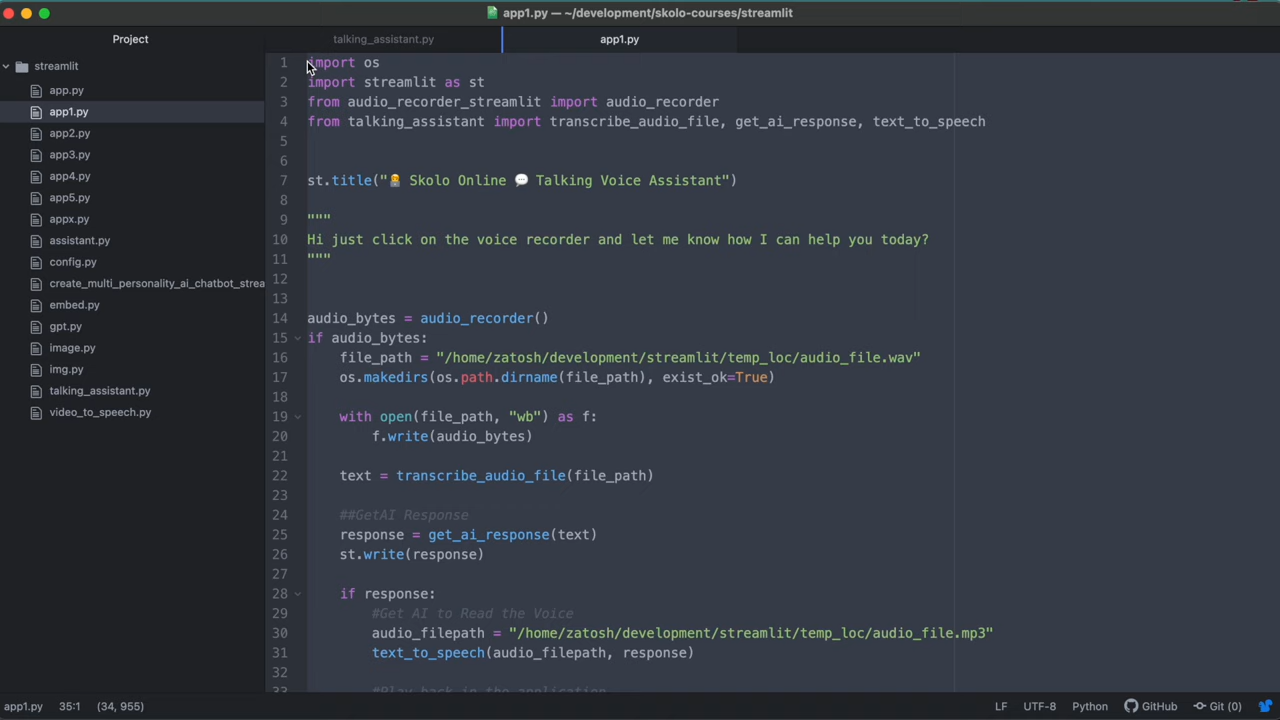 app1.py — ~/development/skolo-courses/streamlit
Project
talking_assistant.py
app1.py
streamlit
app.py
app1.py
app2.py
app3.py
app4.py
app5.py
appx.py
assistant.py
config.py
create_multi_personality_ai_chatbot_strea
embed.py
gpt.py
image.py
img.py
talking_assistant.py
video_to_speech.py
1 import os
2 import streamlit as st
3 from audio_recorder_streamlit import audio_recorder
4 from talking_assistant import transcribe_audio_file, get_ai_response, text_to_speech
5
6
7 st.title("👩‍💻 Skolo Online 💬 Talking Voice Assistant")
8
9 """
10 Hi just click on the voice recorder and let me know how I can help you today?
11 """
12
13
14 audio_bytes = audio_recorder()
15 if audio_bytes:
16 file_path = "/home/zatosh/development/streamlit/temp_loc/audio_file.wav"
17 os.makedirs(os.path.dirname(file_path), exist_ok=True)
18
19 with open(file_path, "wb") as f:
20 f.write(audio_bytes)
21
22 text = transcribe_audio_file(file_path)
23
24 ##GetAI Response
25 response = get_ai_response(text)
26 st.write(response)
27
28 if response:
29 #Get AI to Read the Voice
30 audio_filepath = "/home/zatosh/development/streamlit/temp_loc/audio_file.mp3"
31 text_to_speech(audio_filepath, response)
32
33 #Play back in the application
app1.py 35:1 (34, 955) LF UTF-8 Python GitHub Git (0)